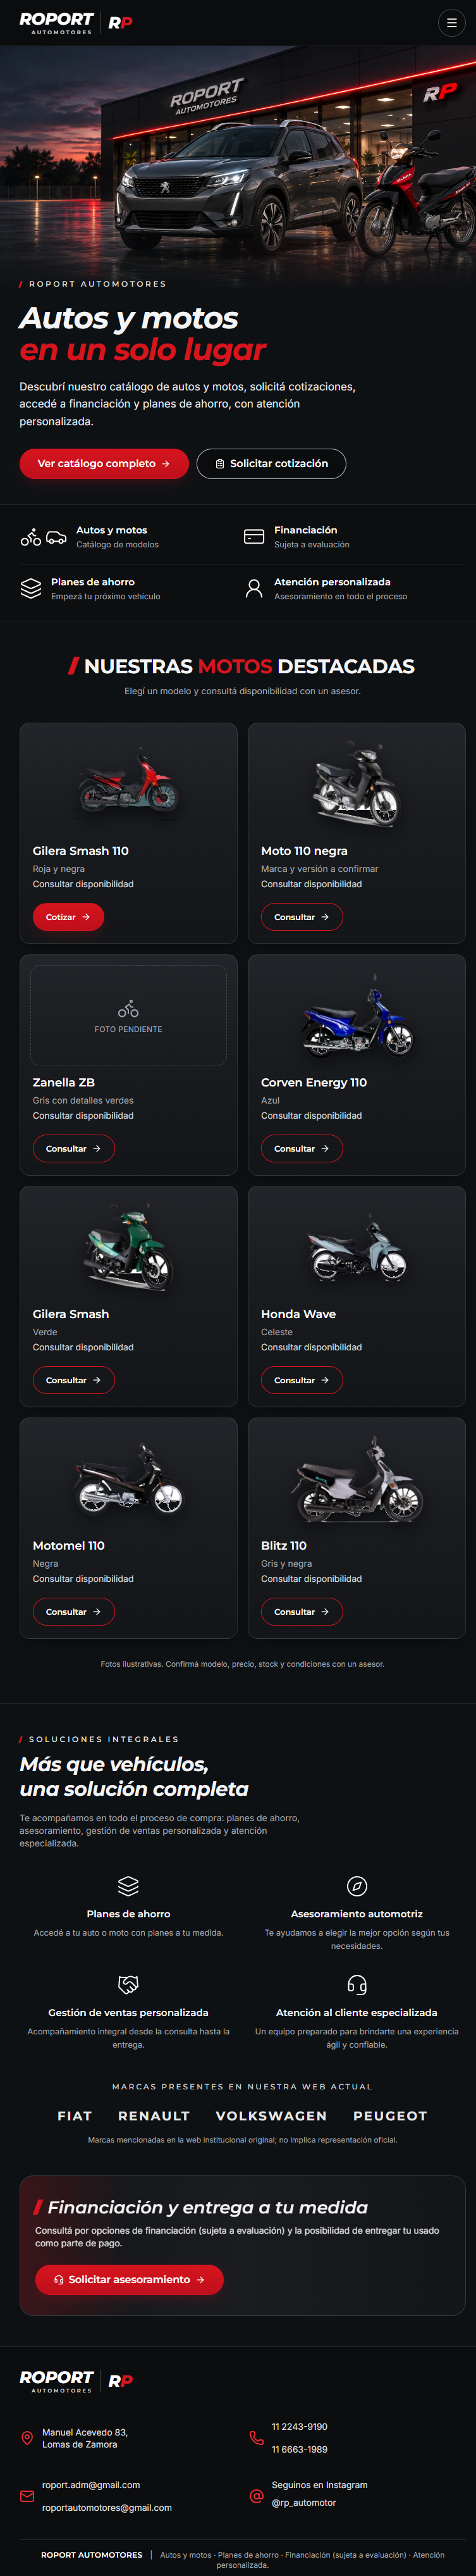 ROPORT
AUTOMOTORES
RP
ROPORT
AUTOMOTORES
RP
ROPORT AUTOMOTORES
Autos y motos
en un solo lugar
Descubrí nuestro catálogo de autos y motos, solicitá cotizaciones,
accedé a financiación y planes de ahorro, con atención
personalizada.
Ver catálogo completo →
Solicitar cotización
Autos y motos
Catálogo de modelos
Financiación
Sujeta a evaluación
Planes de ahorro
Empezá tu próximo vehículo
Atención personalizada
Asesoramiento en todo el proceso
NUESTRAS MOTOS DESTACADAS
Elegí un modelo y consultá disponibilidad con un asesor.
Gilera Smash 110
Roja y negra
Consultar disponibilidad
Cotizar →
Moto 110 negra
Marca y versión a confirmar
Consultar disponibilidad
Consultar →
FOTO PENDIENTE
Zanella ZB
Gris con detalles verdes
Consultar disponibilidad
Consultar →
Corven Energy 110
Azul
Consultar disponibilidad
Consultar →
Gilera Smash
Verde
Consultar disponibilidad
Consultar →
Honda Wave
Celeste
Consultar disponibilidad
Consultar →
Motomel 110
Negra
Consultar disponibilidad
Consultar →
Blitz 110
Gris y negra
Consultar disponibilidad
Consultar →
Fotos ilustrativas. Confirmá modelo, precio, stock y condiciones con un asesor.
SOLUCIONES INTEGRALES
Más que vehículos,
una solución completa
Te acompañamos en todo el proceso de compra: planes de ahorro,
asesoramiento, gestión de ventas personalizada y atención
especializada.
Planes de ahorro
Accedé a tu auto o moto con planes a tu medida.
Asesoramiento automotriz
Te ayudamos a elegir la mejor opción según tus
necesidades.
Gestión de ventas personalizada
Acompañamiento integral desde la consulta hasta la
entrega.
Atención al cliente especializada
Un equipo preparado para brindarte una experiencia
ágil y confiable.
MARCAS PRESENTES EN NUESTRA WEB ACTUAL
FIAT RENAULT VOLKSWAGEN PEUGEOT
Marcas mencionadas en la web institucional original; no implica representación oficial.
Financiación y entrega a tu medida
Consultá por opciones de financiación (sujeta a evaluación) y la posibilidad de entregar tu usado
como parte de pago.
Solicitar asesoramiento →
ROPORT
AUTOMOTORES
RP
Manuel Acevedo 83,
Lomas de Zamora
11 2243-9190
11 6663-1989
roport.adm@gmail.com
roportautomotores@gmail.com
Seguinos en Instagram
@rp_automotor
ROPORT AUTOMOTORES | Autos y motos · Planes de ahorro · Financiación (sujeta a evaluación) · Atención
personalizada.